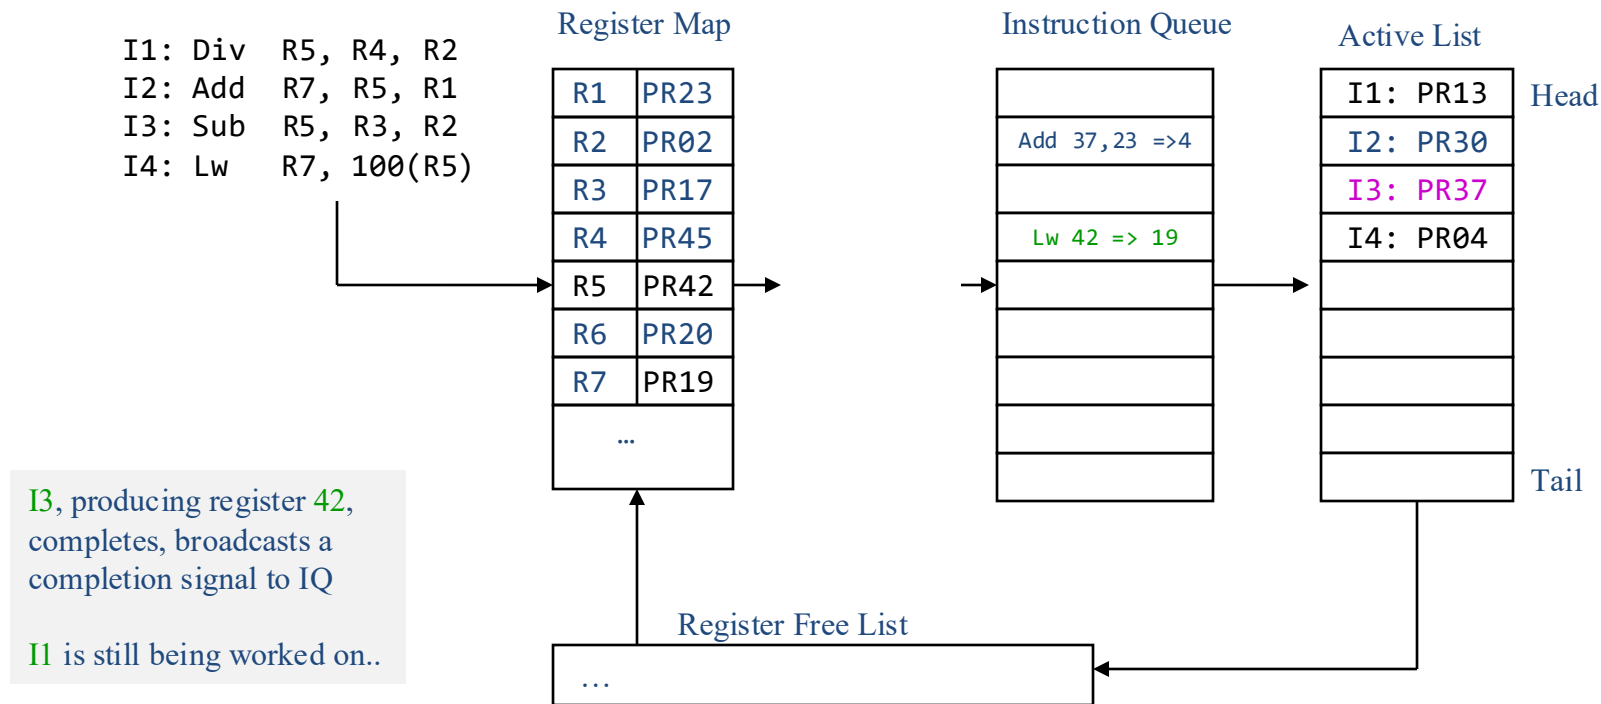 Register Map
Instruction Queue
Active List
I1: Div R5, R4, R2
I2: Add R7, R5, R1
I3: Sub R5, R3, R2
I4: Lw R7, 100(R5)
R1 PR23
R2 PR02
R3 PR17
R4 PR45
R5 PR42
R6 PR20
R7 PR19
…
Add 37,23 =>4
Lw 42 => 19
I1: PR13
I2: PR30
I3: PR37
I4: PR04
Head
Tail
I3, producing register 42,
completes, broadcasts a
completion signal to IQ
I1 is still being worked on..
Register Free List
…